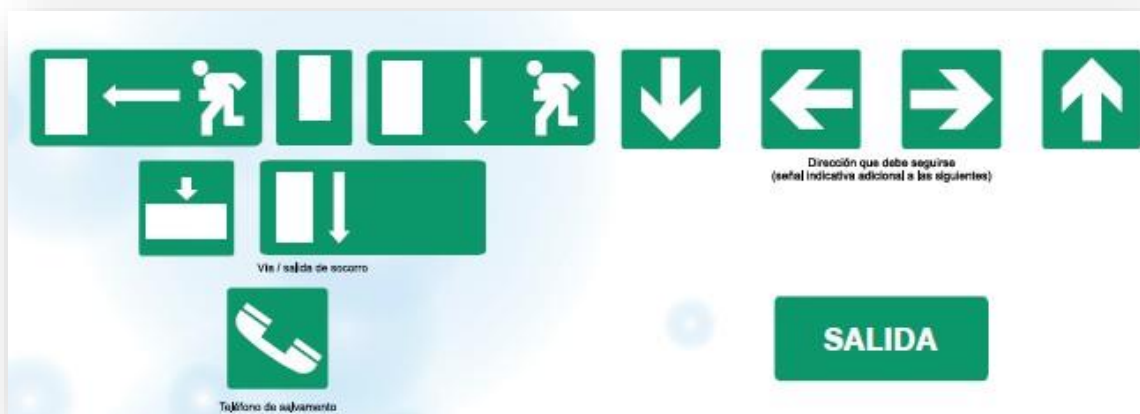 Dirección que debe seguirse
(señal indicativa adicional a las siguientes)
Vía / salida de socorro
SALIDA
Teléfono de salvamento